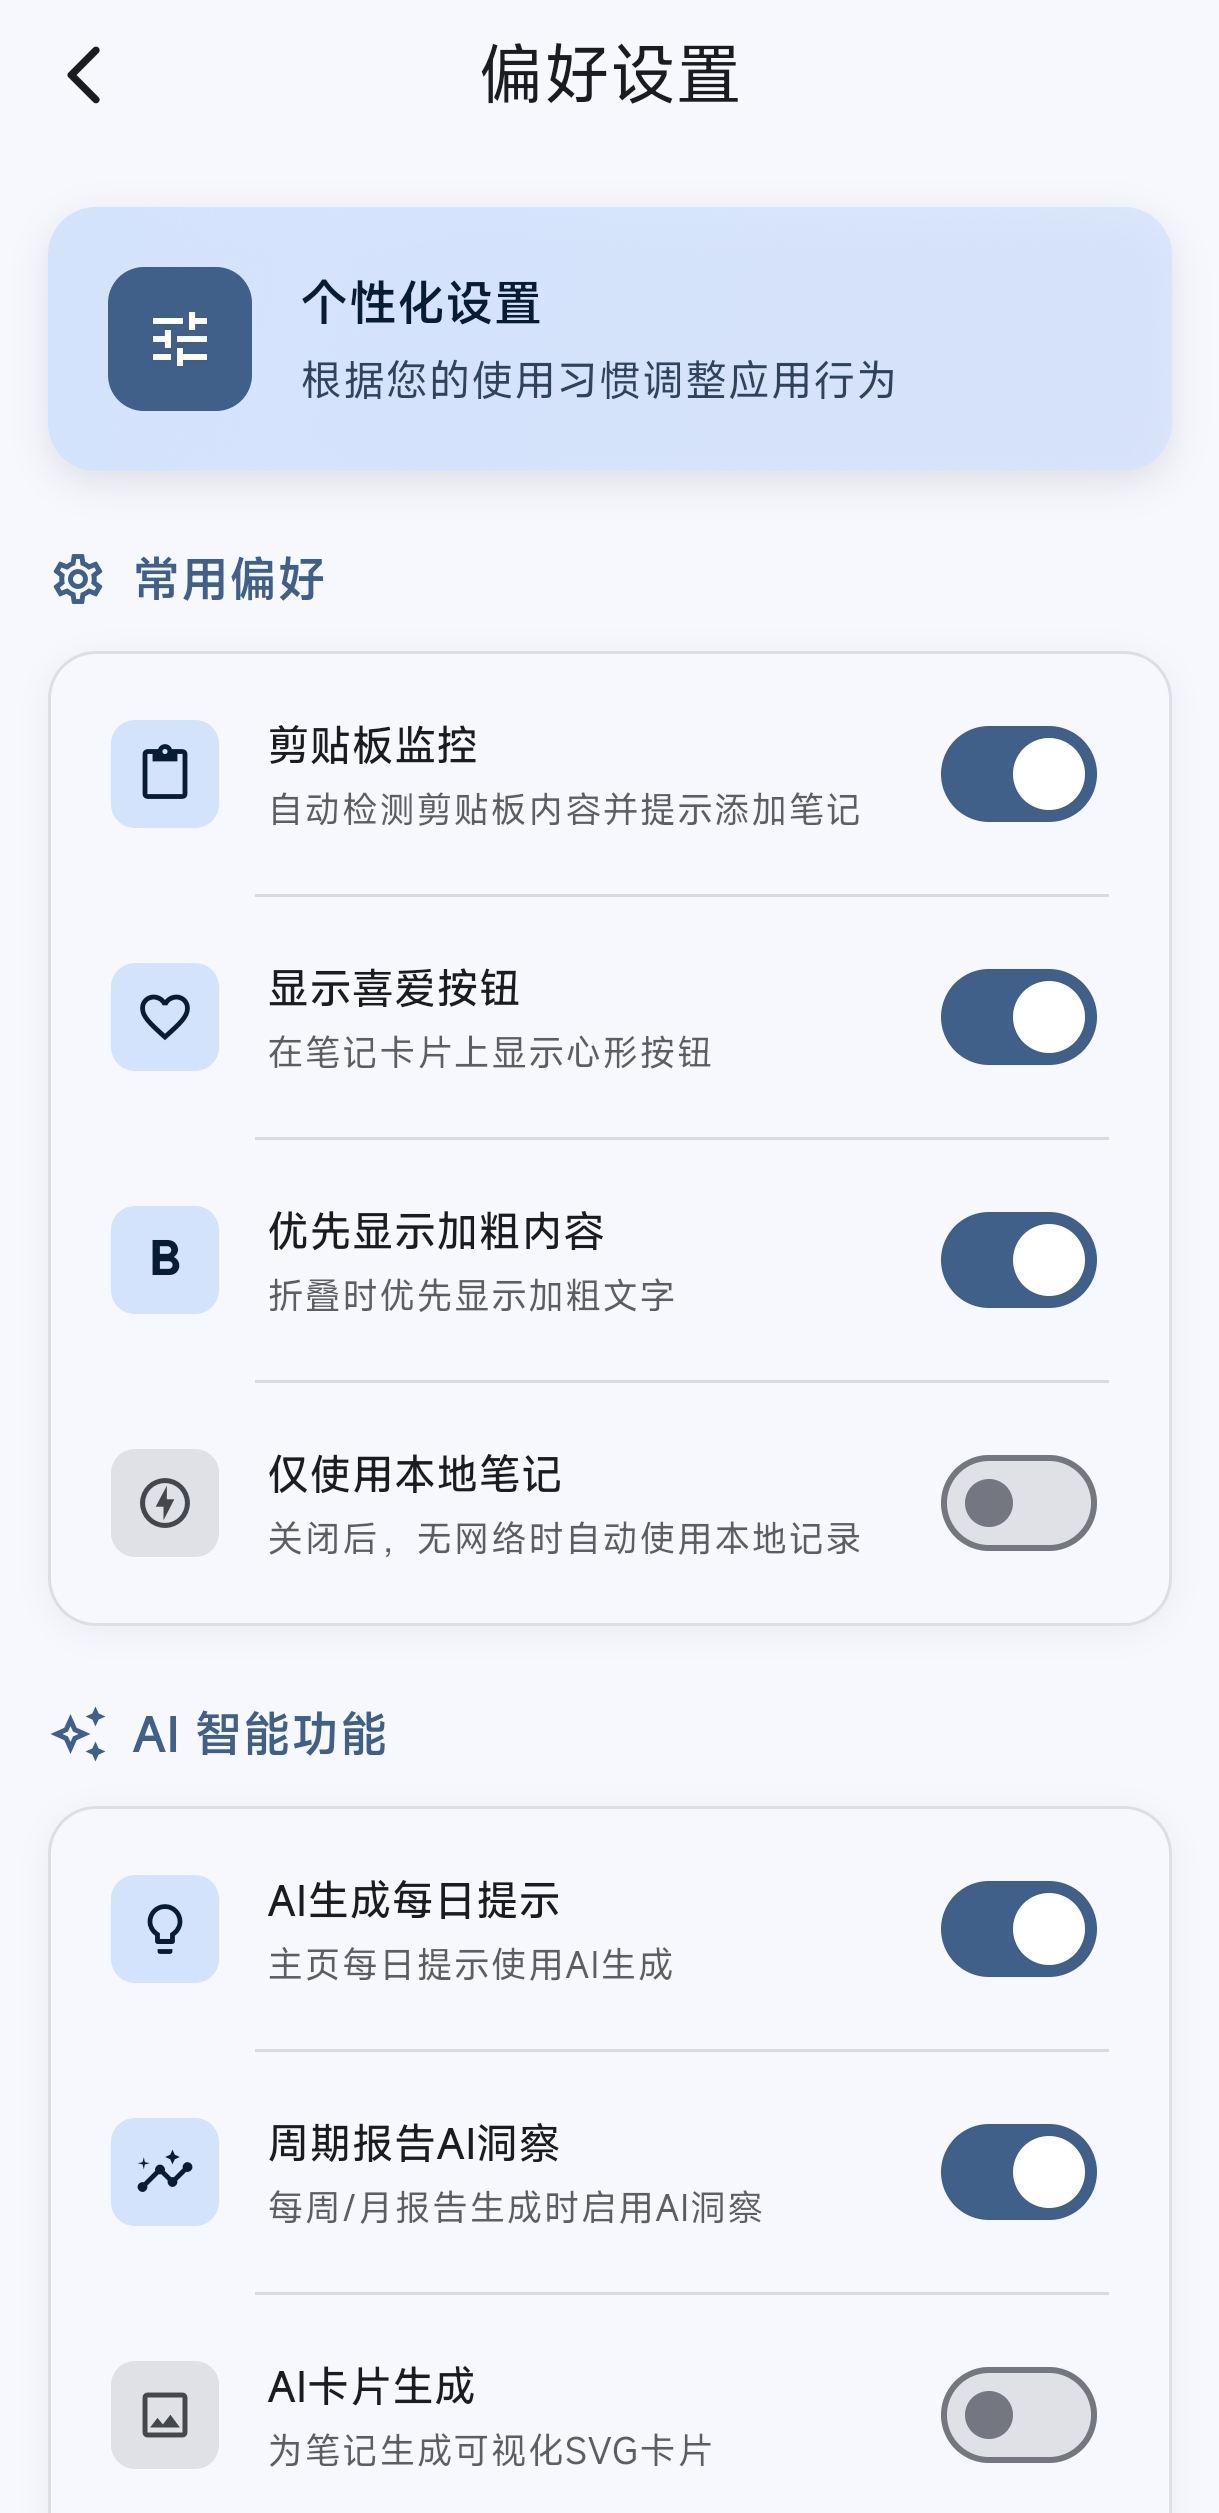 偏好设置
个性化设置
根据您的使用习惯调整应用行为
常用偏好
剪贴板监控
自动检测剪贴板内容并提示添加笔记
显示喜爱按钮
在笔记卡片上显示心形按钮
B
优先显示加粗内容
折叠时优先显示加粗文字
仅使用本地笔记
关闭后，无网络时自动使用本地记录
AI 智能功能
AI生成每日提示
主页每日提示使用AI生成
周期报告AI洞察
每周/月报告生成时启用AI洞察
AI卡片生成
为笔记生成可视化SVG卡片